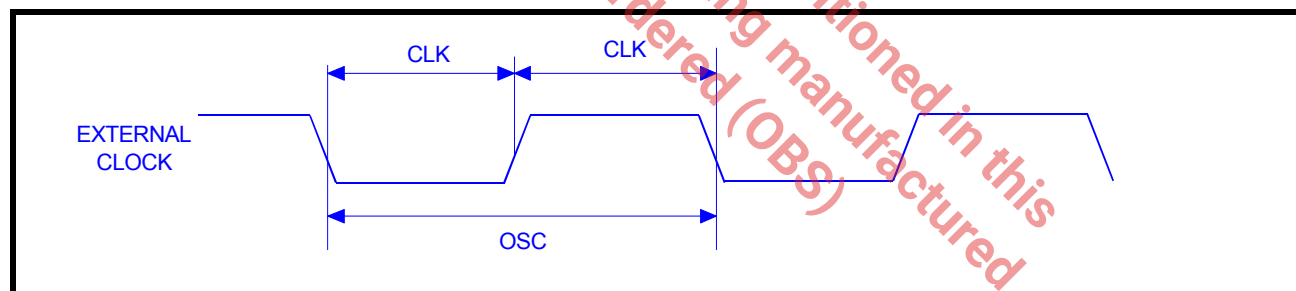 CLK
CLK
EXTERNAL
CLOCK
OSC
tioned in this
ng manufactured
dered (OBS)